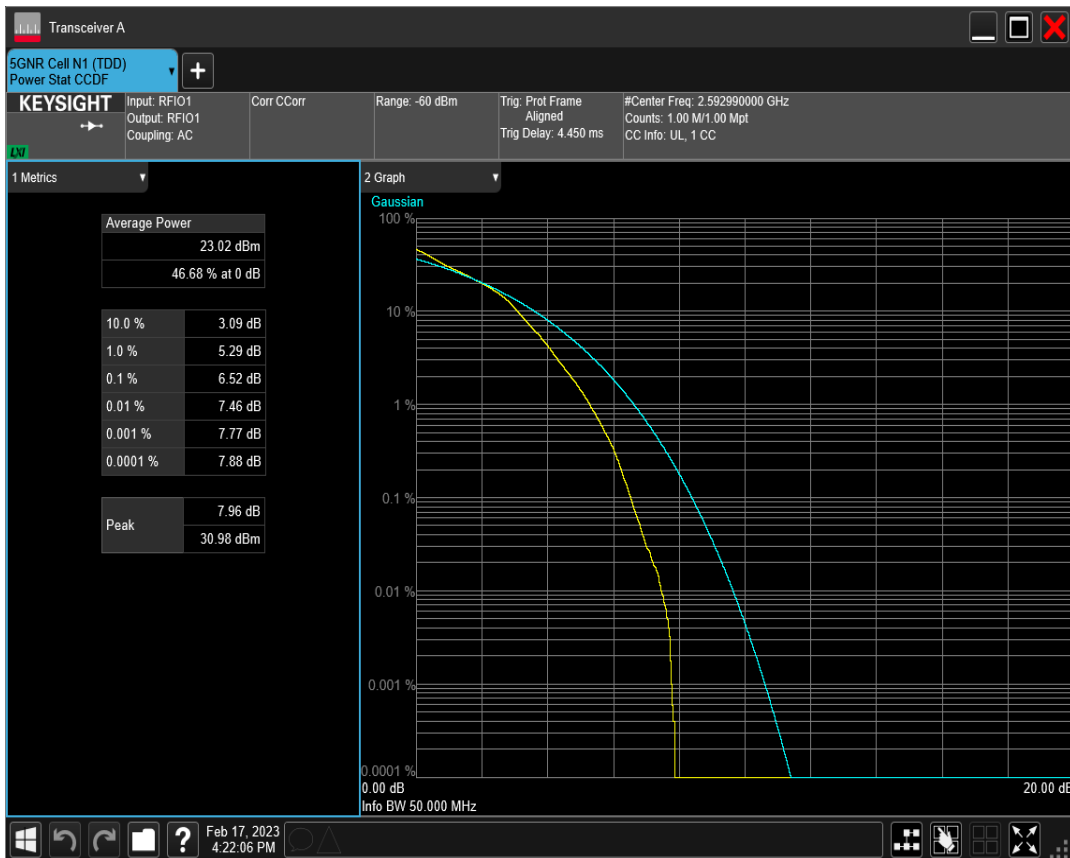 Transceiver A
5GNR Cell N1 (TDD)
Power Stat CCDF
KEYSIGHT
LXI
Input: RFIO1
Output: RFIO1
Coupling: AC
Corr CCorr
Range: -60 dBm
Trig: Prot Frame
Aligned
Trig Delay: 4.450 ms
#Center Freq: 2.592990000 GHz
Counts: 1.00 M/1.00 Mpt
CC Info: UL, 1 CC
1 Metrics
Average Power
23.02 dBm
46.68 % at 0 dB
10.0 % 3.09 dB
1.0 % 5.29 dB
0.1 % 6.52 dB
0.01 % 7.46 dB
0.001 % 7.77 dB
0.0001 % 7.88 dB
Peak
7.96 dB
30.98 dBm
2 Graph
Gaussian
100 %
10 %
1 %
0.1 %
0.01 %
0.001 %
0.0001 %
0.00 dB 20.00 dB
Info BW 50.000 MHz
?
Feb 17, 2023
4:22:06 PM